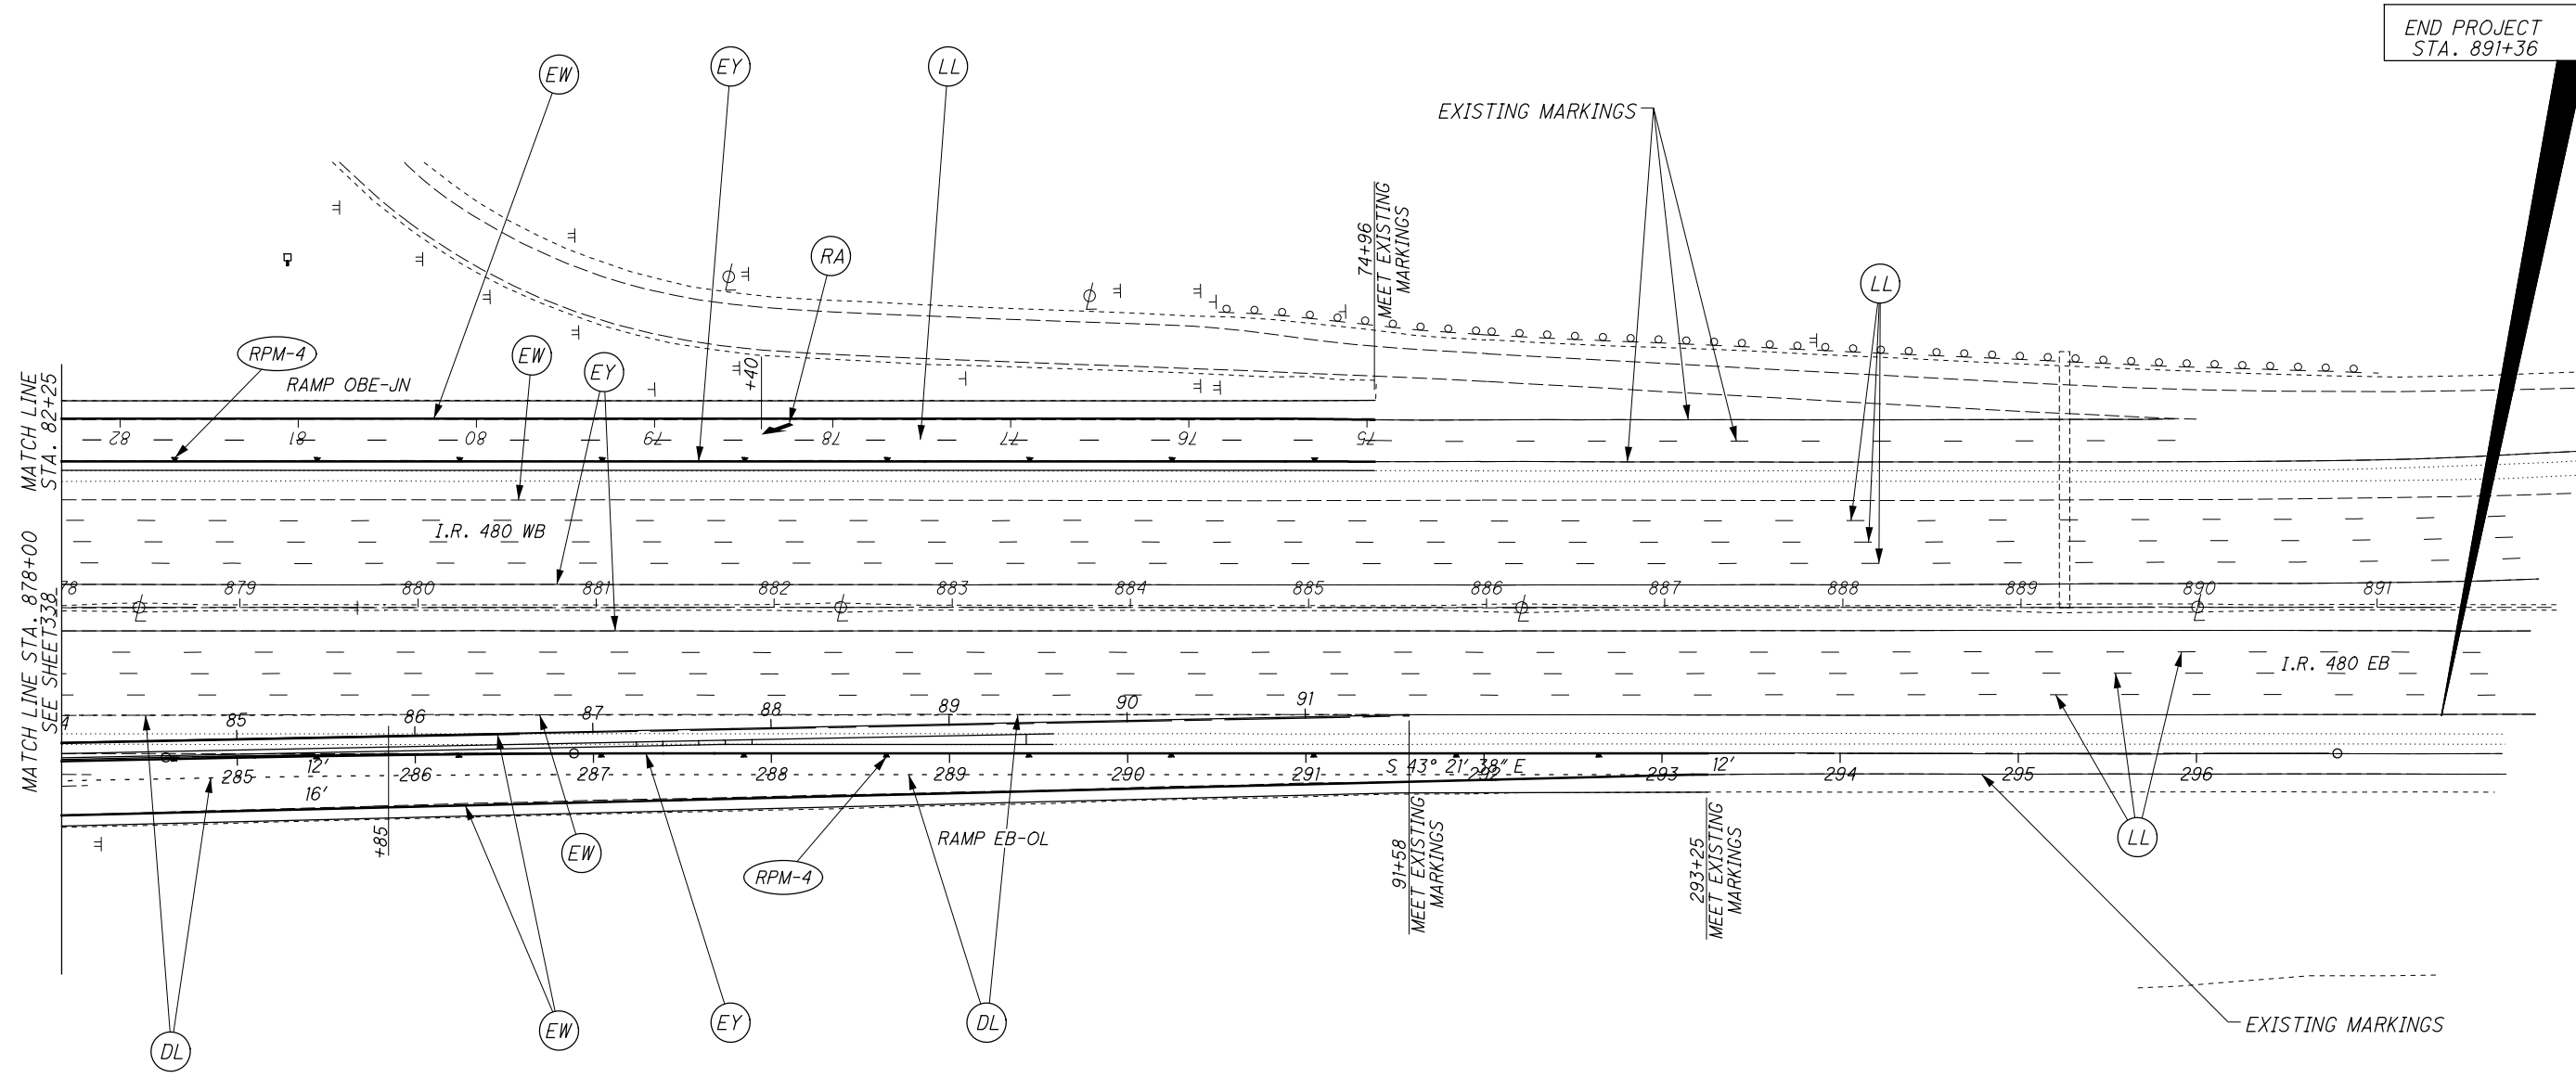 END PROJECT
STA. 891+36
EW
EY
LL
EXISTING MARKINGS
RA
LL
74+96
MEET EXISTING
MARKINGS
RPM-4
EW
EY
RAMP OBE-JN
+40
MATCH LINE
STA. 82+25
82
81
80
79
78
77
76
75
I.R. 480 WB
MATCH LINE STA. 878+00
SEE SHEET338
78
879
880
881
882
883
884
885
886
887
888
889
890
891
I.R. 480 EB
4
85
86
87
88
89
90
91
12'
285
286
287
288
289
290
291
S 43° 21' 38" E
292
293
12'
294
295
296
16'
+85
EW
RPM-4
RAMP EB-OL
91+58
MEET EXISTING
MARKINGS
293+25
MEET EXISTING
MARKINGS
LL
DL
EW
EY
DL
EXISTING MARKINGS